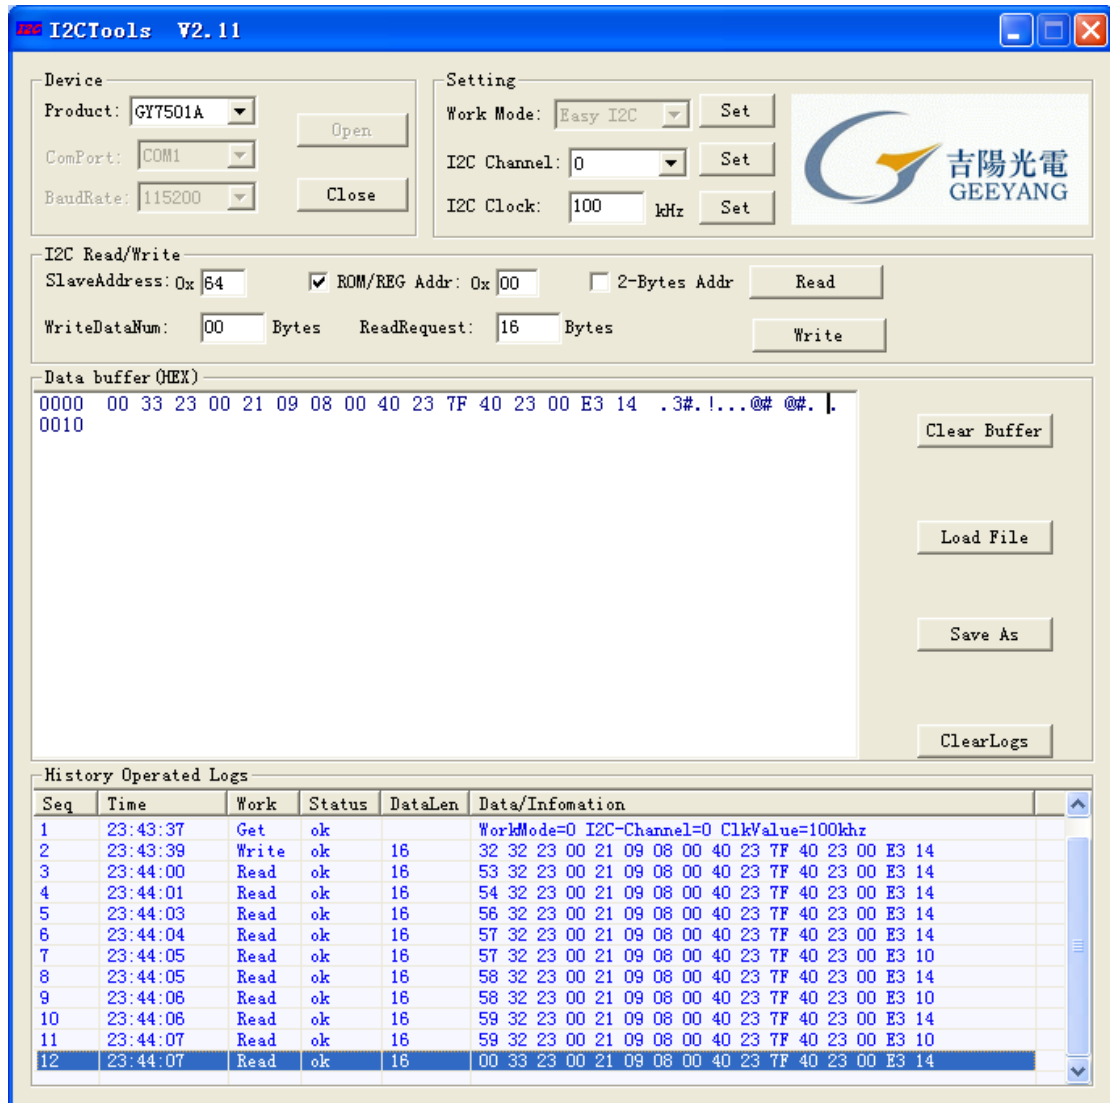 I2C I2CTools V2.11
Device
Product: GY7501A
Open
ComPort: COM1
BaudRate: 115200
Close
Setting
Work Mode: Easy I2C Set
I2C Channel: 0 Set
I2C Clock: 100 kHz Set
吉陽光電
GEEYANG
I2C Read/Write
SlaveAddress: 0x 64 ROM/REG Addr: 0x 00 2-Bytes Addr Read
WriteDataNum: 00 Bytes ReadRequest: 16 Bytes Write
Data buffer(HEX)
0000 00 33 23 00 21 09 08 00 40 23 7F 40 23 00 E3 14 .3#.!...@# @#. .
0010
Clear Buffer
Load File
Save As
ClearLogs
History Operated Logs
Seq Time Work Status DataLen Data/Infomation
1 23:43:37 Get ok WorkMode=0 I2C-Channel=0 ClkValue=100khz
2 23:43:39 Write ok 16 32 32 23 00 21 09 08 00 40 23 7F 40 23 00 E3 14
3 23:44:00 Read ok 16 53 32 23 00 21 09 08 00 40 23 7F 40 23 00 E3 14
4 23:44:01 Read ok 16 54 32 23 00 21 09 08 00 40 23 7F 40 23 00 E3 14
5 23:44:03 Read ok 16 56 32 23 00 21 09 08 00 40 23 7F 40 23 00 E3 14
6 23:44:04 Read ok 16 57 32 23 00 21 09 08 00 40 23 7F 40 23 00 E3 14
7 23:44:05 Read ok 16 57 32 23 00 21 09 08 00 40 23 7F 40 23 00 E3 10
8 23:44:05 Read ok 16 58 32 23 00 21 09 08 00 40 23 7F 40 23 00 E3 14
9 23:44:06 Read ok 16 58 32 23 00 21 09 08 00 40 23 7F 40 23 00 E3 10
10 23:44:06 Read ok 16 59 32 23 00 21 09 08 00 40 23 7F 40 23 00 E3 14
11 23:44:07 Read ok 16 59 32 23 00 21 09 08 00 40 23 7F 40 23 00 E3 10
12 23:44:07 Read ok 16 00 33 23 00 21 09 08 00 40 23 7F 40 23 00 E3 14